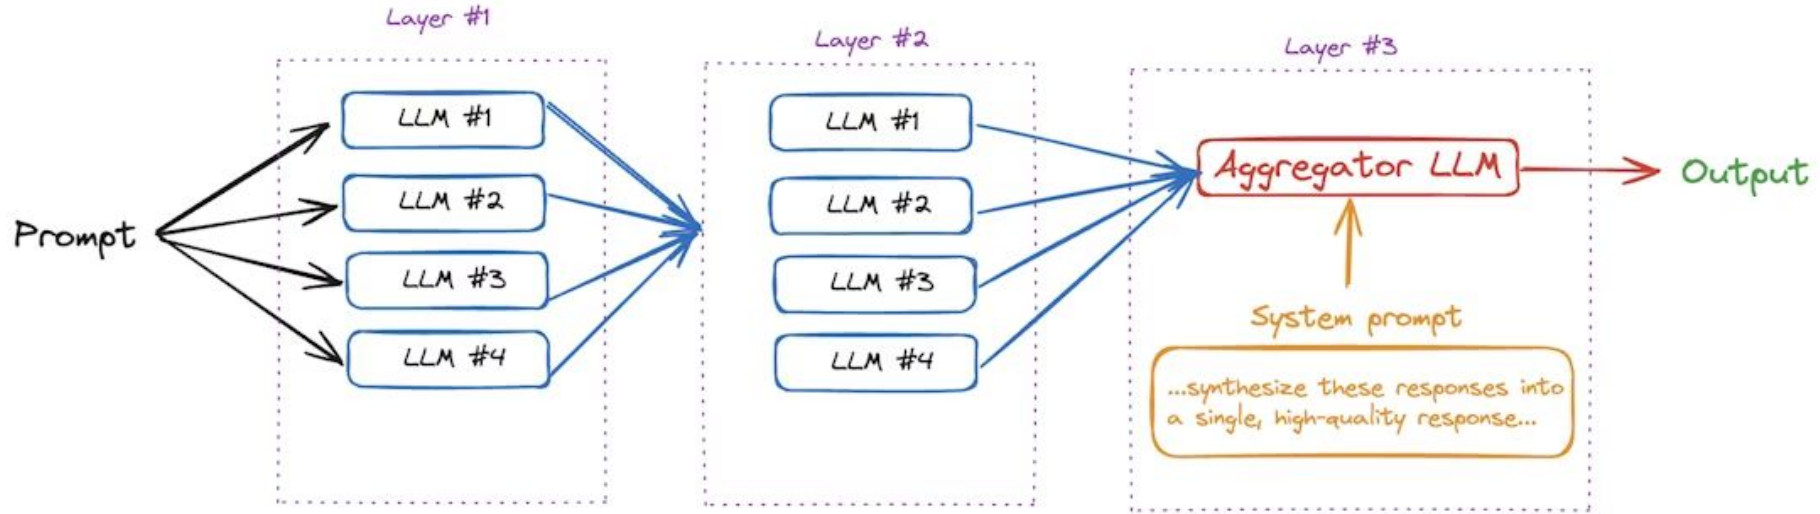 Layer #1
Layer #2
Layer #3
Prompt
LLM #1
LLM #2
LLM #3
LLM #4
LLM #1
LLM #2
LLM #3
LLM #4
Aggregator LLM
Output
System prompt
...synthesize these responses into
a single, high-quality response...